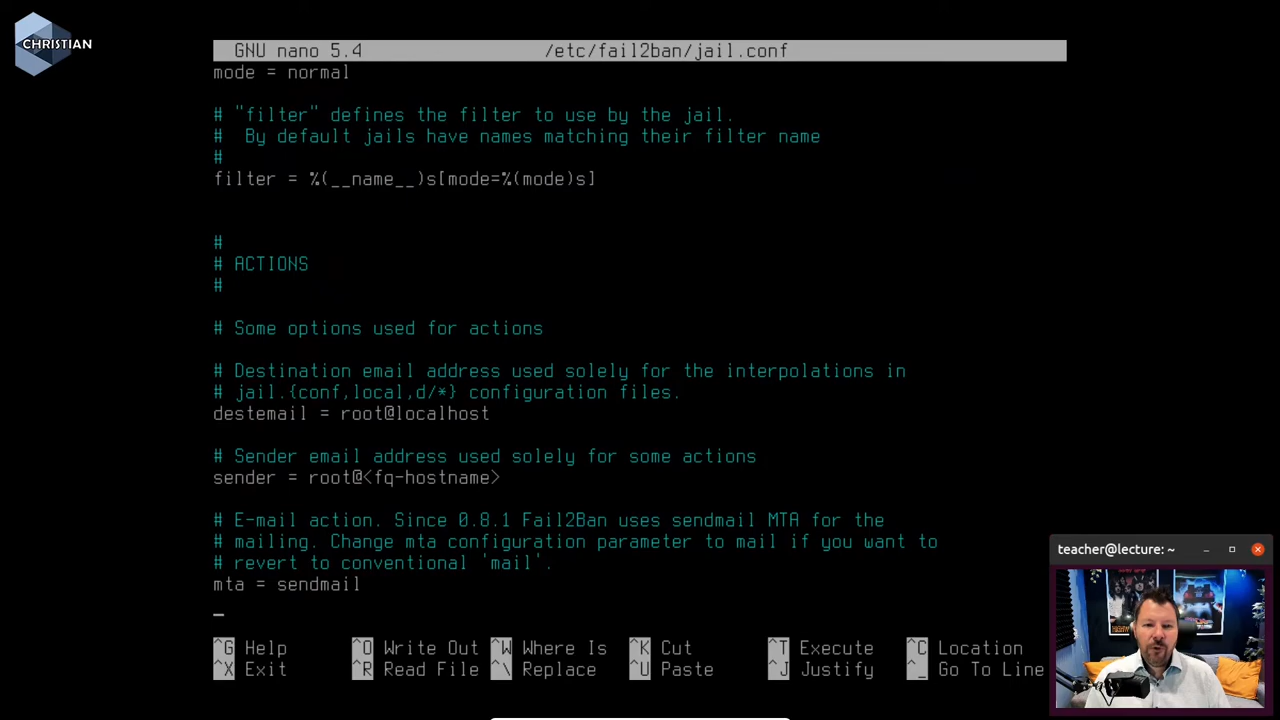 CHRISTIAN
GNU nano 5.4 /etc/fail2ban/jail.conf
mode = normal
# "filter" defines the filter to use by the jail.
#  By default jails have names matching their filter name
#
filter = %(__name__)s[mode=%(mode)s]
#
# ACTIONS
#
# Some options used for actions
# Destination email address used solely for the interpolations in
# jail.{conf,local,d/*} configuration files.
destemail = root@localhost
# Sender email address used solely for some actions
sender = root@<fq-hostname>
# E-mail action. Since 0.8.1 Fail2Ban uses sendmail MTA for the
# mailing. Change mta configuration parameter to mail if you want to
# revert to conventional 'mail'.
mta = sendmail
^G Help ^O Write Out ^W Where Is ^K Cut ^T Execute ^C Location
^X Exit ^R Read File ^\ Replace ^U Paste ^J Justify ^_ Go To Line
teacher@lecture: ~